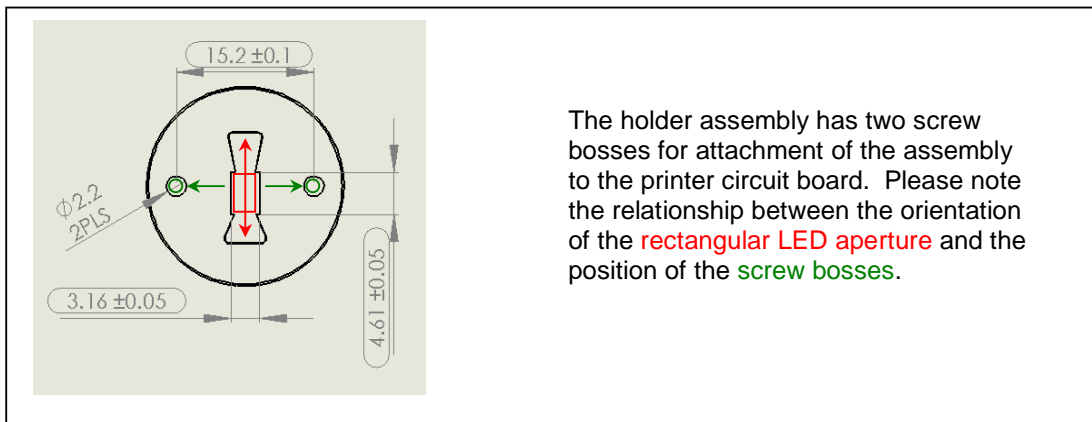 15.2 ±0.1
∅2.2
2PLS
3.16 ±0.05
4.61 ±0.05
The holder assembly has two screw
bosses for attachment of the assembly
to the printer circuit board.  Please note
the relationship between the orientation
of the rectangular LED aperture and the
position of the screw bosses.